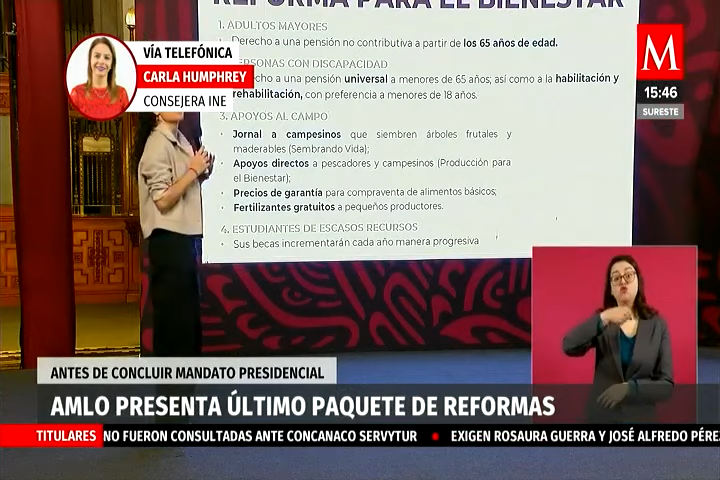 REFORMA PARA EL BIENESTAR
1. ADULTOS MAYORES
Derecho a una pensión no contributiva a partir de los 65 años de edad.
PERSONAS CON DISCAPACIDAD
cho a una pensión universal a menores de 65 años; así como a la habilitación y
rehabilitación, con preferencia a menores de 18 años.
3. APOYOS AL CAMPO
Jornal a campesinos que siembren árboles frutales y
maderables (Sembrando Vida);
Apoyos directos a pescadores y campesinos (Producción para
el Bienestar);
Precios de garantía para compraventa de alimentos básicos;
Fertilizantes gratuitos a pequeños productores.
4. ESTUDIANTES DE ESCASOS RECURSOS
Sus becas incrementarán cada año manera progresiva
VÍA TELEFÓNICA
CARLA HUMPHREY
CONSEJERA INE
M
15:46
SURESTE
ANTES DE CONCLUIR MANDATO PRESIDENCIAL
AMLO PRESENTA ÚLTIMO PAQUETE DE REFORMAS
TITULARES NO FUERON CONSULTADAS ANTE CONCANACO SERVYTUR • EXIGEN ROSAURA GUERRA Y JOSÉ ALFREDO PÉREZ